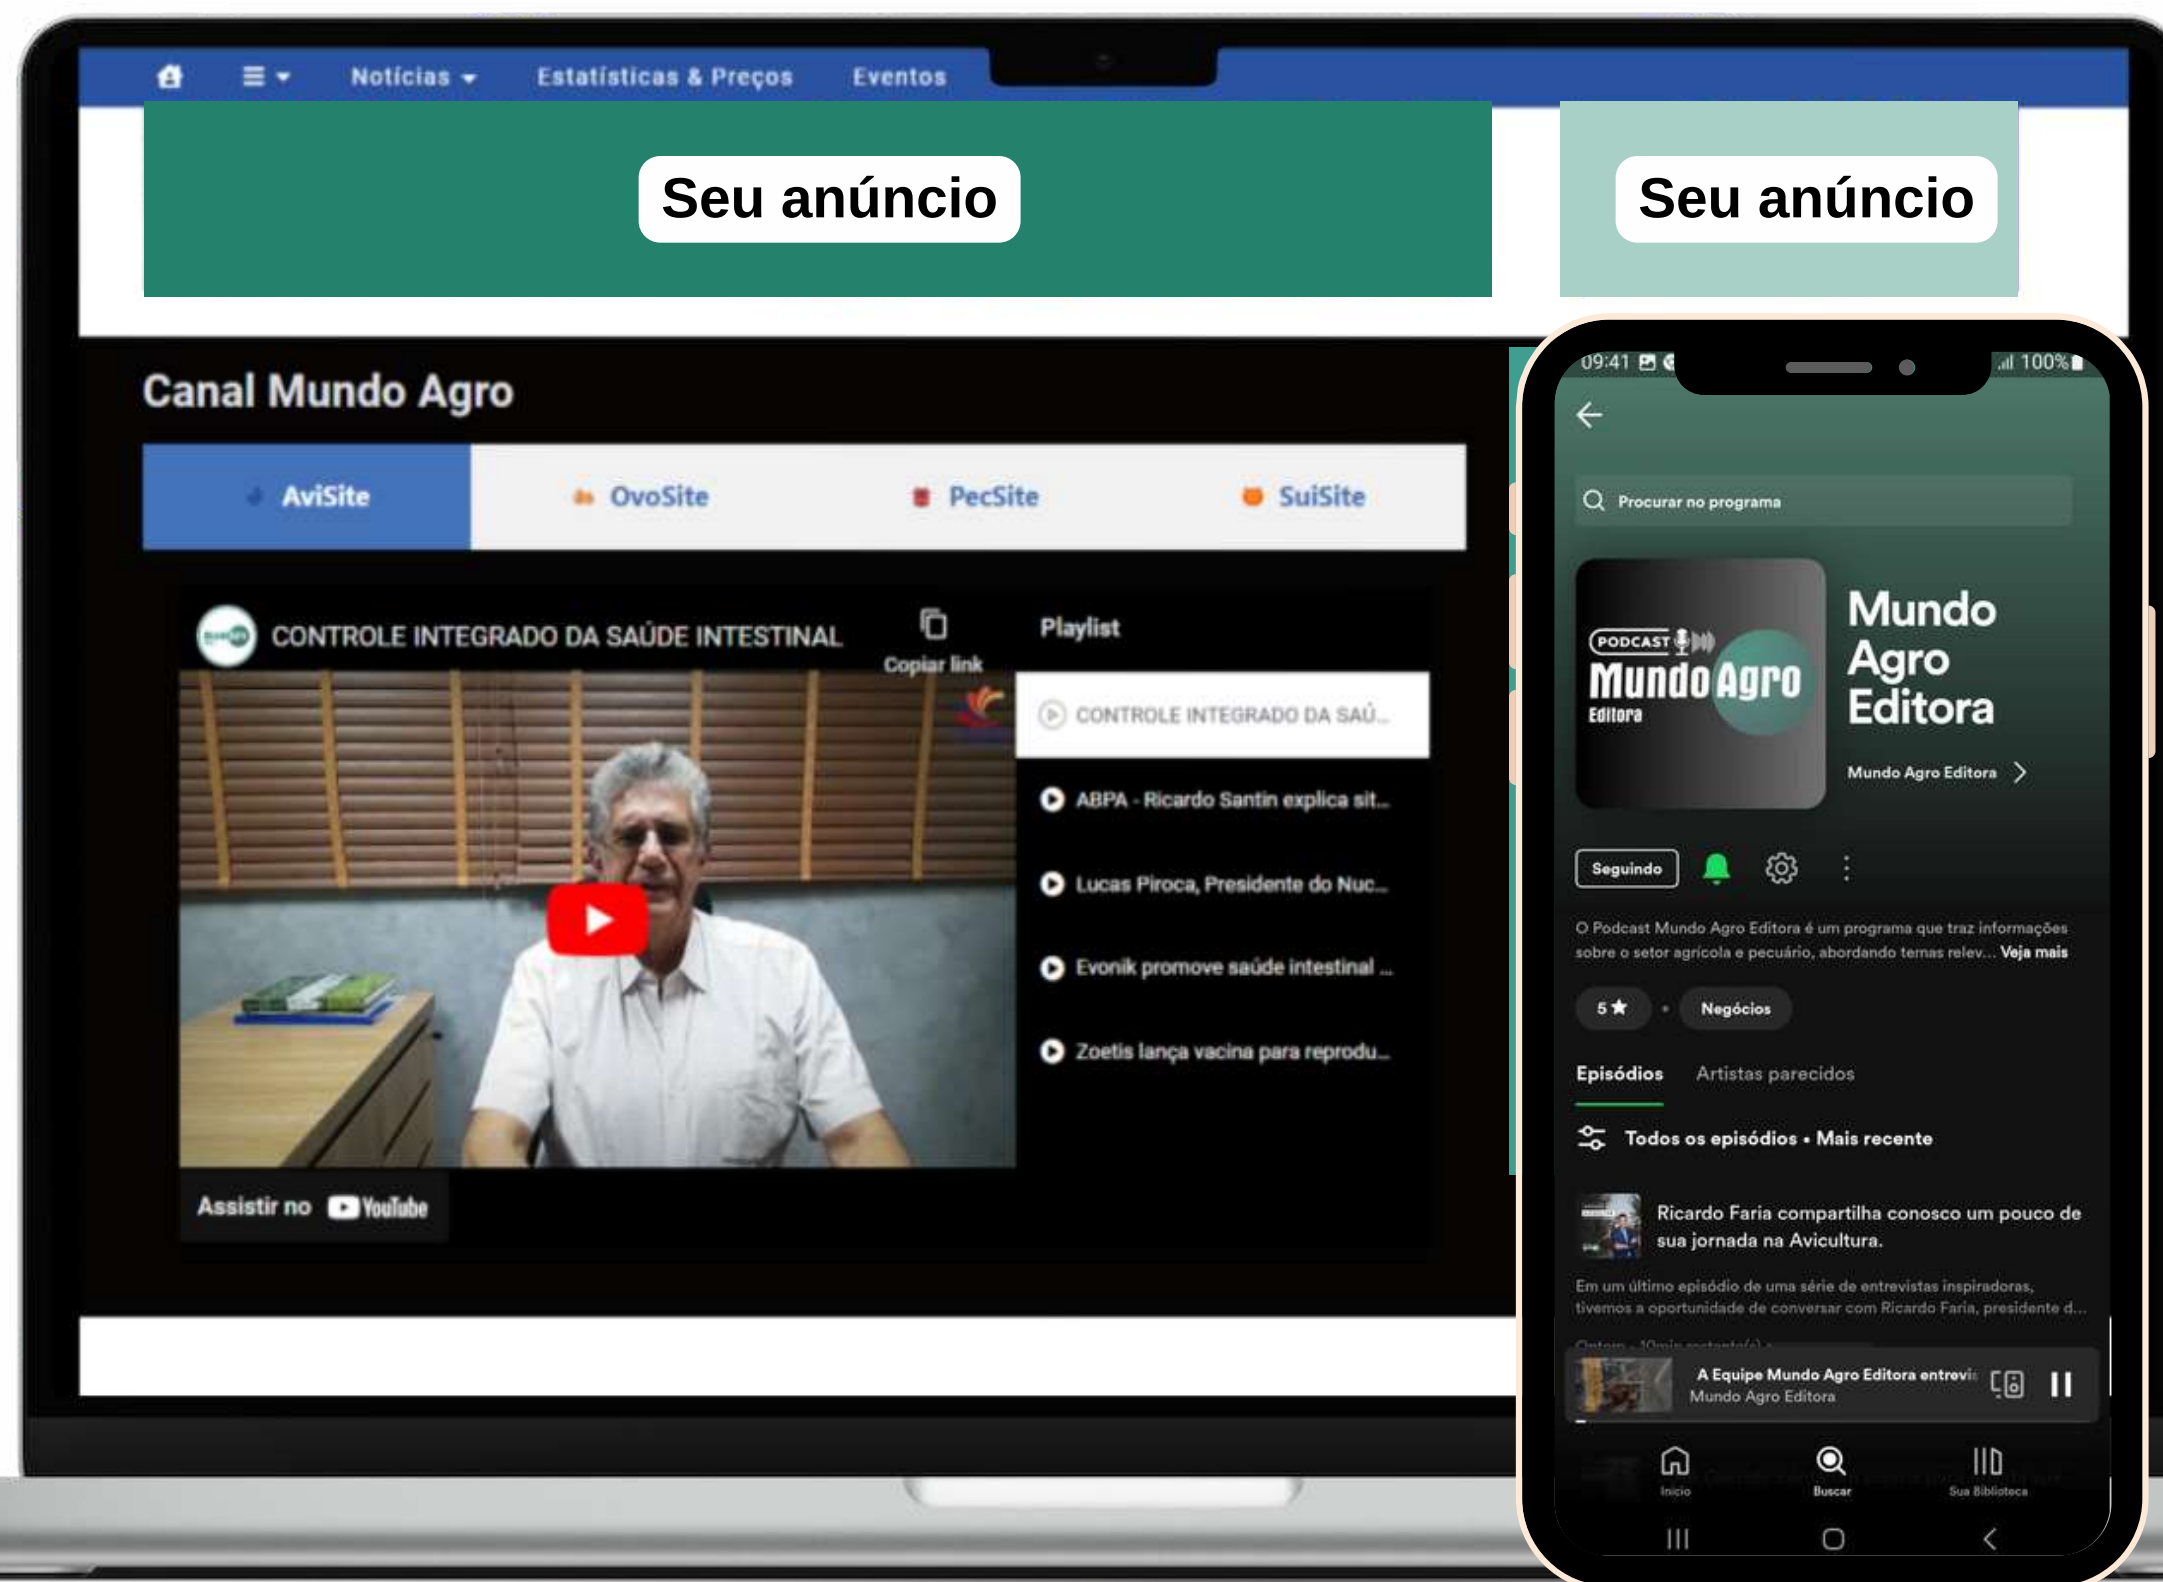 Notícias
Estatísticas & Preços
Eventos
Seu anúncio
Seu anúncio
Canal Mundo Agro
AviSite
OvoSite
PecSite
SuiSite
CONTROLE INTEGRADO DA SAÚDE INTESTINAL
Copiar link
Playlist
CONTROLE INTEGRADO DA SAÚ...
ABPA - Ricardo Santin explica sit...
Lucas Piroca, Presidente do Nuc...
Evonik promove saúde intestinal ...
Zoetis lança vacina para reprodu...
Assistir no YouTube
09:41
100%
Procurar no programa
PODCAST
Mundo Agro
Editora
Mundo
Agro
Editora
Mundo Agro Editora
Seguindo
O Podcast Mundo Agro Editora é um programa que traz informações
sobre o setor agrícola e pecuário, abordando temas relev... Veja mais
5
Negócios
Episódios
Artistas parecidos
Todos os episódios • Mais recente
Ricardo Faria compartilha conosco um pouco de
sua jornada na Avicultura.
Em um último episódio de uma série de entrevistas inspiradoras,
tivemos a oportunidade de conversar com Ricardo Faria, presidente d...
A Equipe Mundo Agro Editora entrevis
Mundo Agro Editora
Início
Buscar
Sua Biblioteca